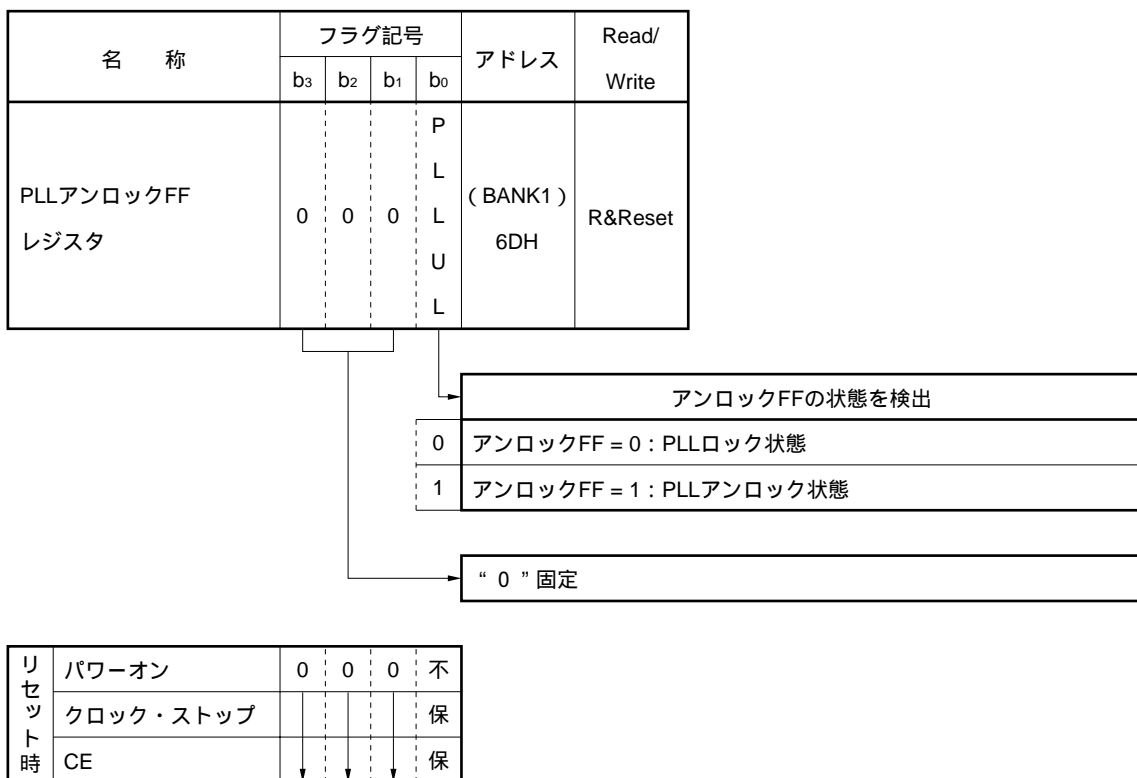 名　称 フラグ記号 アドレス Read/
Write
b3 b2 b1 b0
PLLアンロックFF
レジスタ
0 0 0
P
L
L
U
L
（BANK1）
6DH
R&Reset
アンロックFFの状態を検出
0 アンロックFF = 0 : PLLロック状態
1 アンロックFF = 1 : PLLアンロック状態
“ 0 ” 固定
リセット時
パワーオン 0 0 0 不
クロック・ストップ 保
CE 保